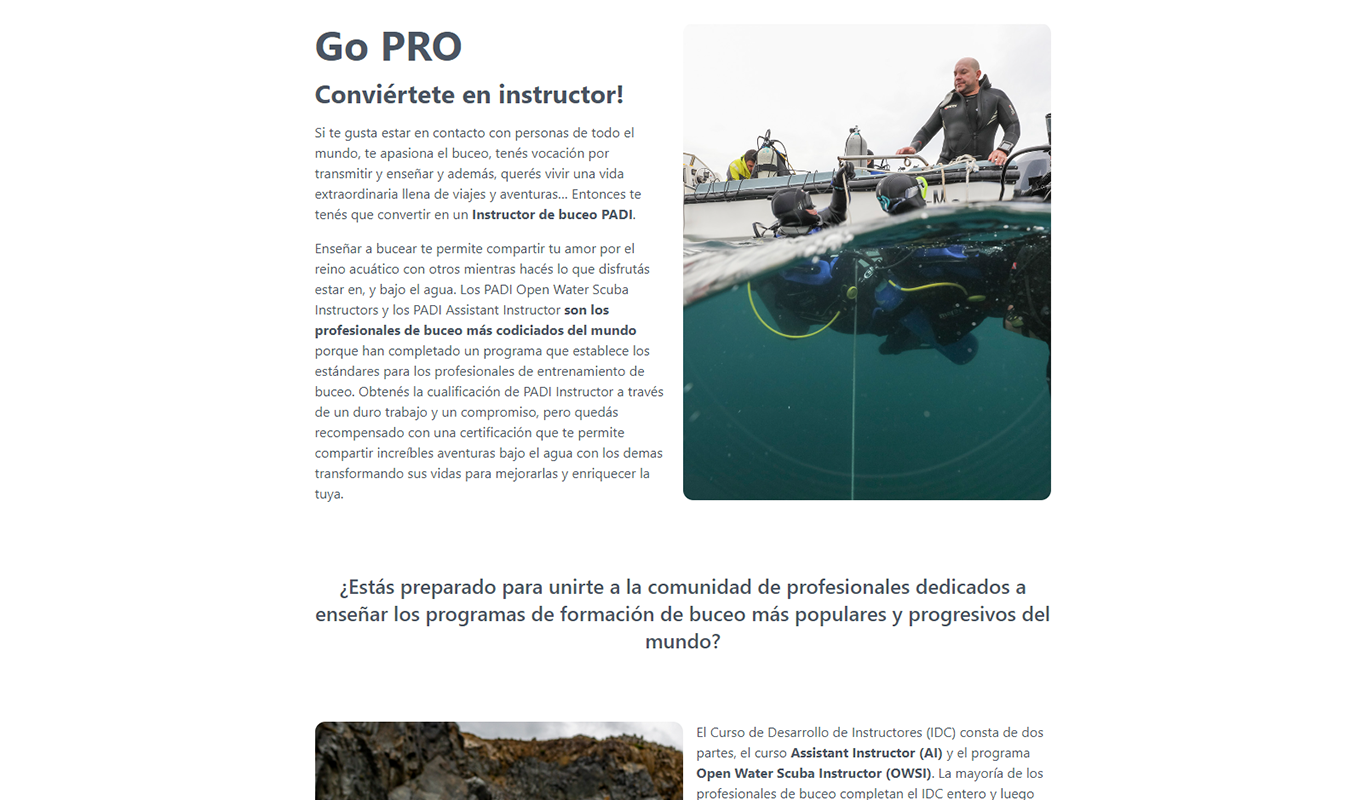 Go PRO
Conviértete en instructor!
Si te gusta estar en contacto con personas de todo el
mundo, te apasiona el buceo, tenés vocación por
transmitir y enseñar y además, querés vivir una vida
extraordinaria llena de viajes y aventuras... Entonces te
tenés que convertir en un Instructor de buceo PADI.
Enseñar a bucear te permite compartir tu amor por el
reino acuático con otros mientras hacés lo que disfrutás
estar en, y bajo el agua. Los PADI Open Water Scuba
Instructors y los PADI Assistant Instructor son los
profesionales de buceo más codiciados del mundo
porque han completado un programa que establece los
estándares para los profesionales de entrenamiento de
buceo. Obtenés la cualificación de PADI Instructor a través
de un duro trabajo y un compromiso, pero quedás
recompensado con una certificación que te permite
compartir increíbles aventuras bajo el agua con los demas
transformando sus vidas para mejorarlas y enriquecer la
tuya.
¿Estás preparado para unirte a la comunidad de profesionales dedicados a
enseñar los programas de formación de buceo más populares y progresivos del
mundo?
El Curso de Desarrollo de Instructores (IDC) consta de dos
partes, el curso Assistant Instructor (AI) y el programa
Open Water Scuba Instructor (OWSI). La mayoría de los
profesionales de buceo completan el IDC entero y luego